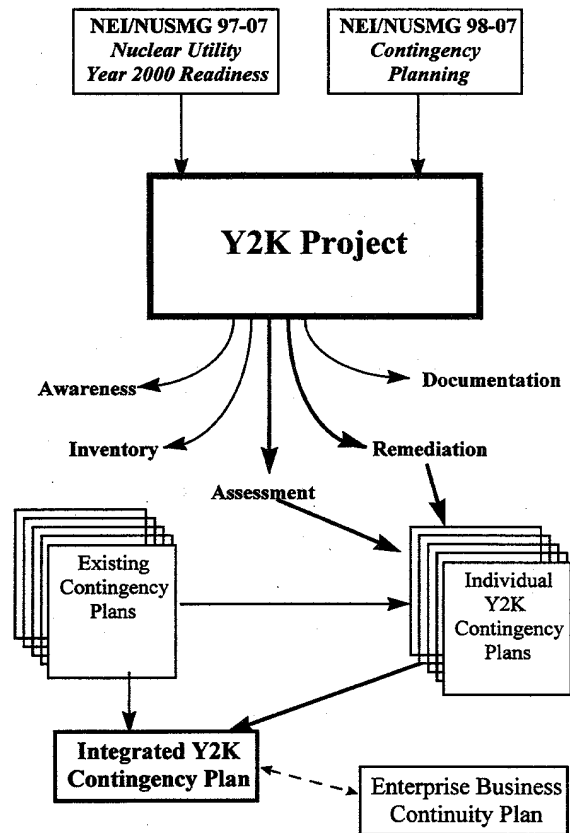 NEI/NUSMG 97-07
Nuclear Utility
Year 2000 Readiness
NEI/NUSMG 98-07
Contingency
Planning
Y2K Project
Awareness
Documentation
Inventory
Remediation
Assessment
Existing
Contingency
Plans
Individual
Y2K
Contingency
Plans
Integrated Y2K
Contingency Plan
Enterprise Business
Continuity Plan